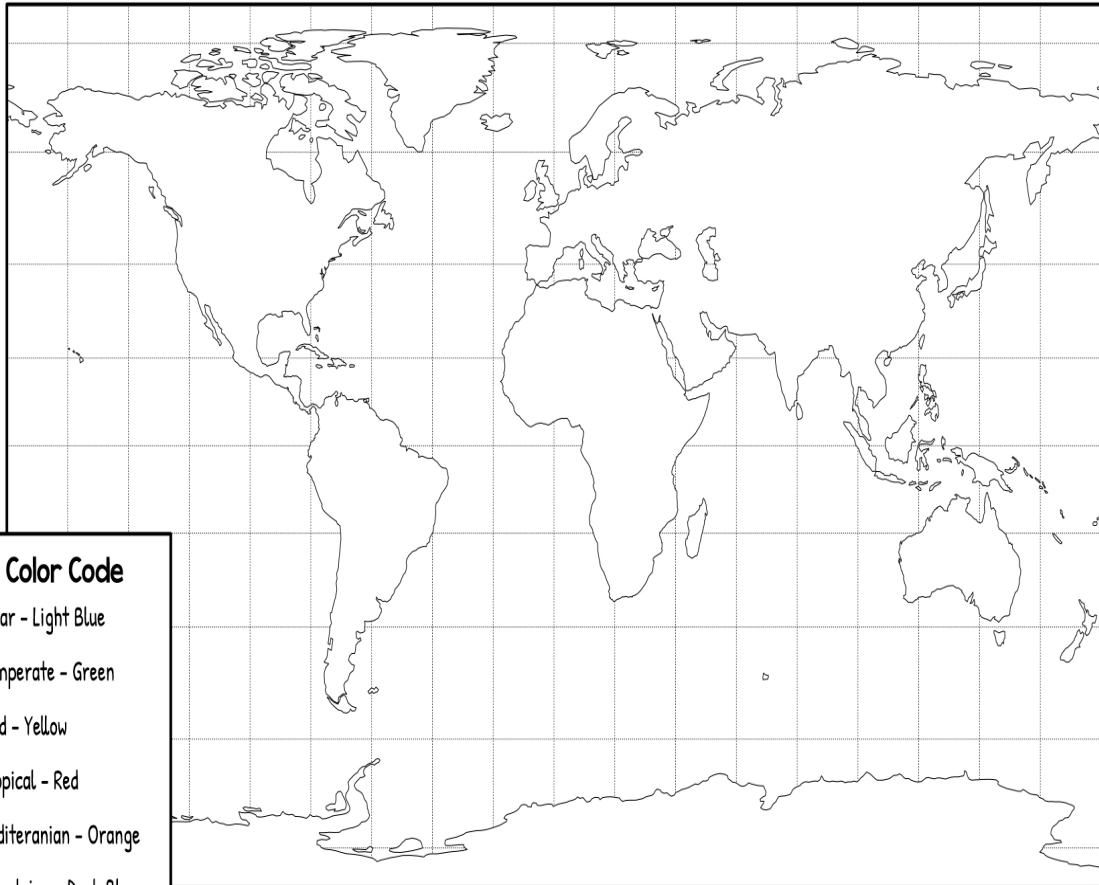 Color Code
ar - Light Blue
nperate - Green
d - Yellow
pical - Red
diteranian - Orange